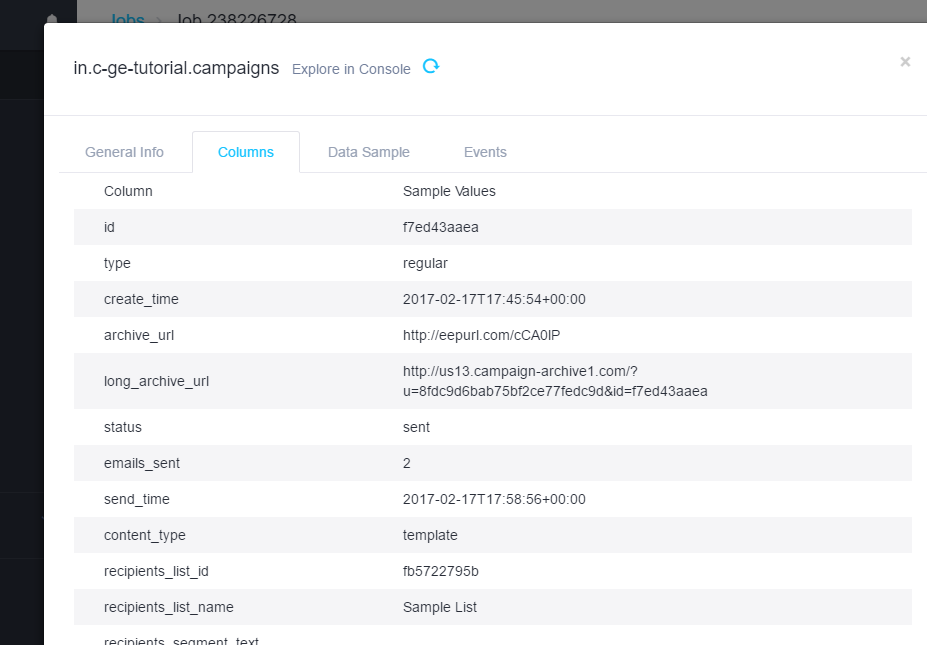 Jobs > Job 238226728
in.c-ge-tutorial.campaigns Explore in Console ×
General Info Columns Data Sample Events
Column Sample Values
id f7ed43aaea
type regular
create_time 2017-02-17T17:45:54+00:00
archive_url http://eepurl.com/cCA0IP
long_archive_url http://us13.campaign-archive1.com/?
u=8fdc9d6bab75bf2ce77fedc9d&id=f7ed43aaea
status sent
emails_sent 2
send_time 2017-02-17T17:58:56+00:00
content_type template
recipients_list_id fb5722795b
recipients_list_name Sample List
recipients_segment_text